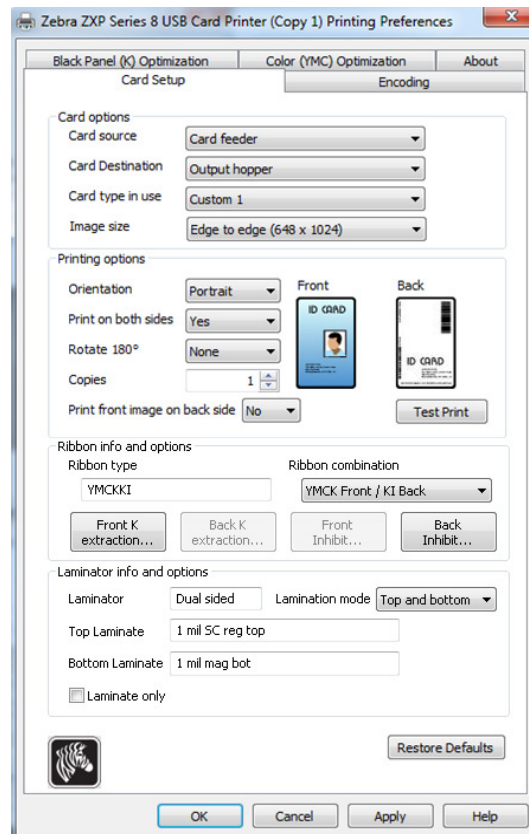 Zebra ZXP Series 8 USB Card Printer (Copy 1) Printing Preferences
Black Panel (K) Optimization Color (YMC) Optimization About
Card Setup Encoding
Card options
Card source Card feeder
Card Destination Output hopper
Card type in use Custom 1
Image size Edge to edge (648 x 1024)
Printing options
Orientation Portrait Front Back
Print on both sides Yes
ID CARD
Rotate 180° None
ID CARD
Copies 1
Print front image on back side No Test Print
Ribbon info and options
Ribbon type Ribbon combination
YMCKKI YMCK Front / KI Back
Front K Back K Front Back
extraction... extraction... Inhibit... Inhibit...
Laminator info and options
Laminator Dual sided Lamination mode Top and bottom
Top Laminate 1 mil SC reg top
Bottom Laminate 1 mil mag bot
Laminate only
Restore Defaults
OK Cancel Apply Help